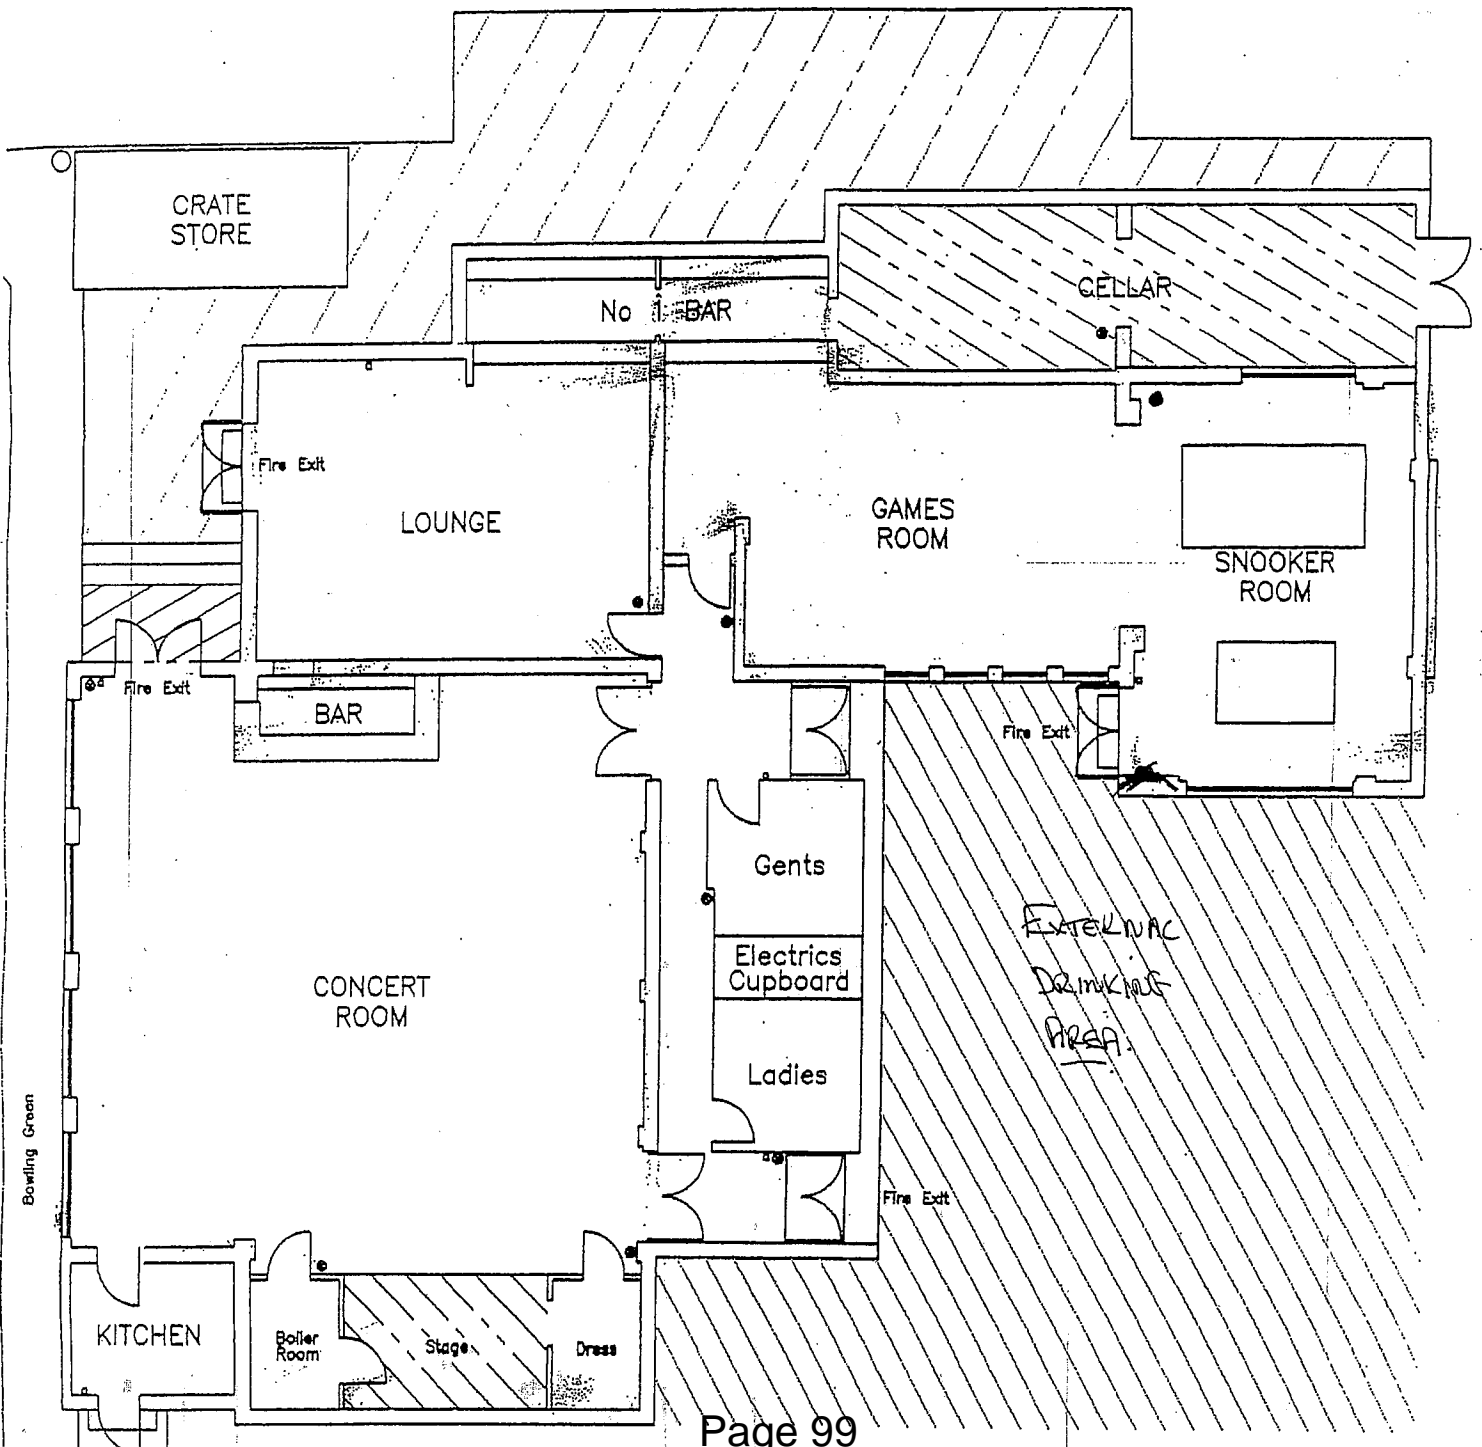 CRATE
STORE
CELLAR
No 1 BAR
Fire Exit
LOUNGE
GAMES
ROOM
SNOOKER
ROOM
Fire Exit
BAR
Fire Exit
Gents
EXTERNAL
DRINKING
AREA.
Electrics
Cupboard
CONCERT
ROOM
Ladies
Bowling Green
Fire Exit
KITCHEN
Boiler
Room
Stage
Dress
Page 99